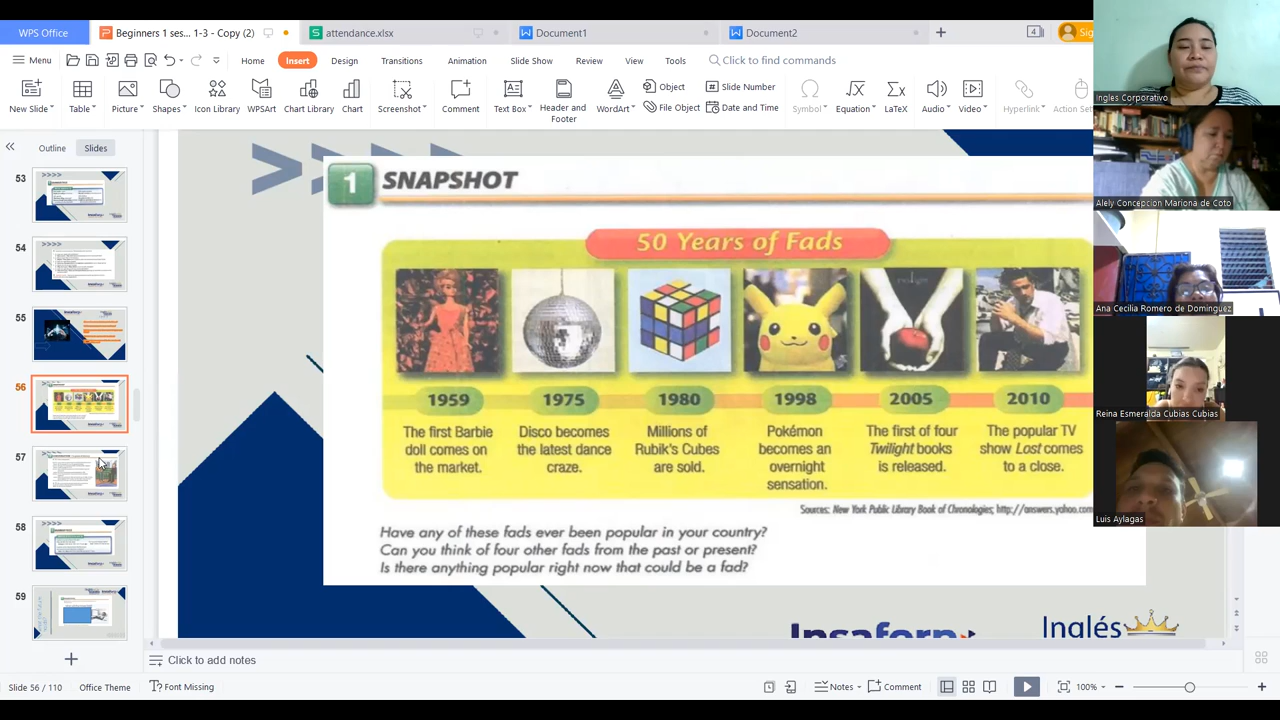 WPS Office
Beginners 1 ses... 1-3 - Copy (2)
attendance.xlsx
Document1
Document2
Menu
Home
Insert
Design
Transitions
Animation
Slide Show
Review
View
Tools
Click to find commands
New Slide
Table
Picture
Shapes
Icon Library
WPSArt
Chart Library
Chart
Screenshot
Comment
Text Box
Header and Footer
WordArt
Object
File Object
Slide Number
Date and Time
Symbol
Equation
LaTeX
Audio
Video
Hyperlink
Action Set
Outline
Slides
53
54
55
56
57
58
59
1 SNAPSHOT
50 Years of Fads
1959
1975
1980
1998
2005
2010
The first Barbie
doll comes on
the market.
Disco becomes
the latest dance
craze.
Millions of
Rubik's Cubes
are sold.
Pokémon
becomes an
overnight
sensation.
The first of four
Twilight books
is released.
The popular TV
show Lost comes
to a close.
Sources: New York Public Library Book of Chronologies; http://answers.yahoo.com
Have any of these fads ever been popular in your country?
Can you think of four other fads from the past or present?
Is there anything popular right now that could be a fad?
Insaforp
Inglés
Ingles Corporativo
Alely Concepcion Mariona de Coto
Ana Cecilia Romero de Dominguez
Reina Esmeralda Cubias Cubias
Luis Aylagas
Click to add notes
Slide 56 / 110
Office Theme
Font Missing
Notes
Comment
100%